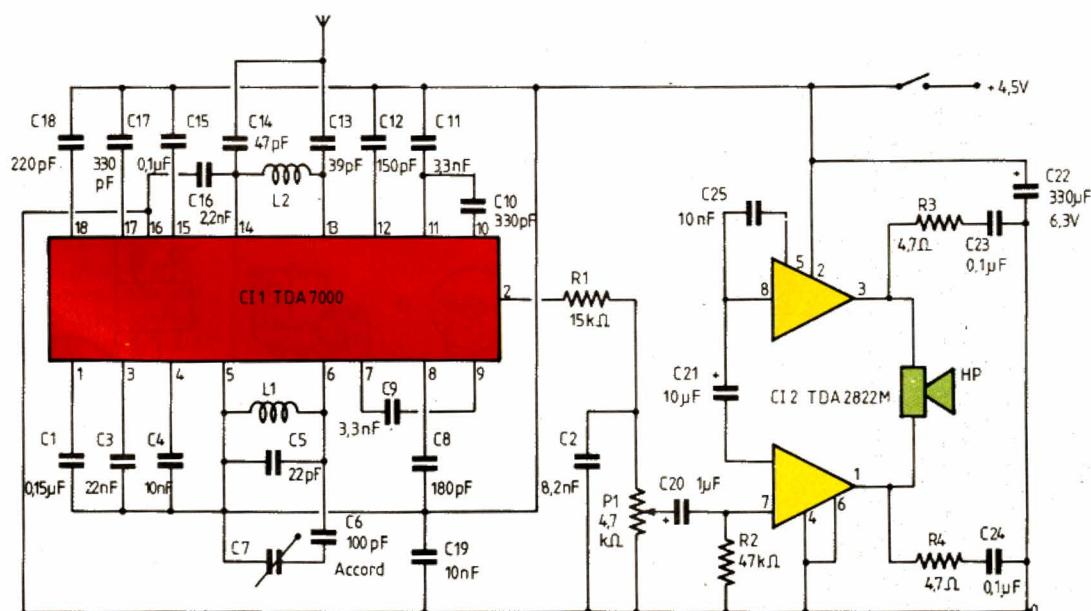 + 4,5V
C18
220pF
C17
330
pF
C15
0,1µF
C14
47pF
C13
39pF
C12
150pF
C11
3,3nF
C16
2,2nF
L2
C10
330pF
18
17
16
15
14
13
12
11
10
CI 1 TDA7000
2
R1
15kΩ
1
3
4
5
6
7
8
9
L1
C9
3,3nF
C1
0,15µF
C3
22nF
C4
10nF
C5
22pF
C8
180pF
C2
8,2nF
C7
C6
100pF
Accord
C19
10nF
P1
4,7
kΩ
C20
1µF
+
R2
47kΩ
C25
10nF
5
2
8
3
+
C21
10µF
CI 2 TDA2822M
HP
7
1
4
6
R3
4,7Ω
C23
0,1µF
+
C22
330µF
6,3V
R4
4,7Ω
C24
0,1µF